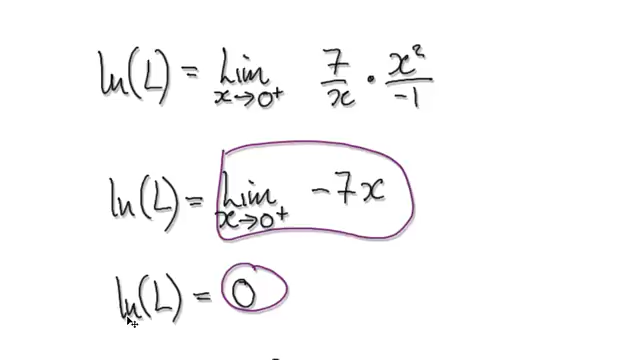 ln(L) = lim x→0⁺ 7/x · x²/-1
ln(L) = lim x→0⁺ -7x
ln(L) = 0